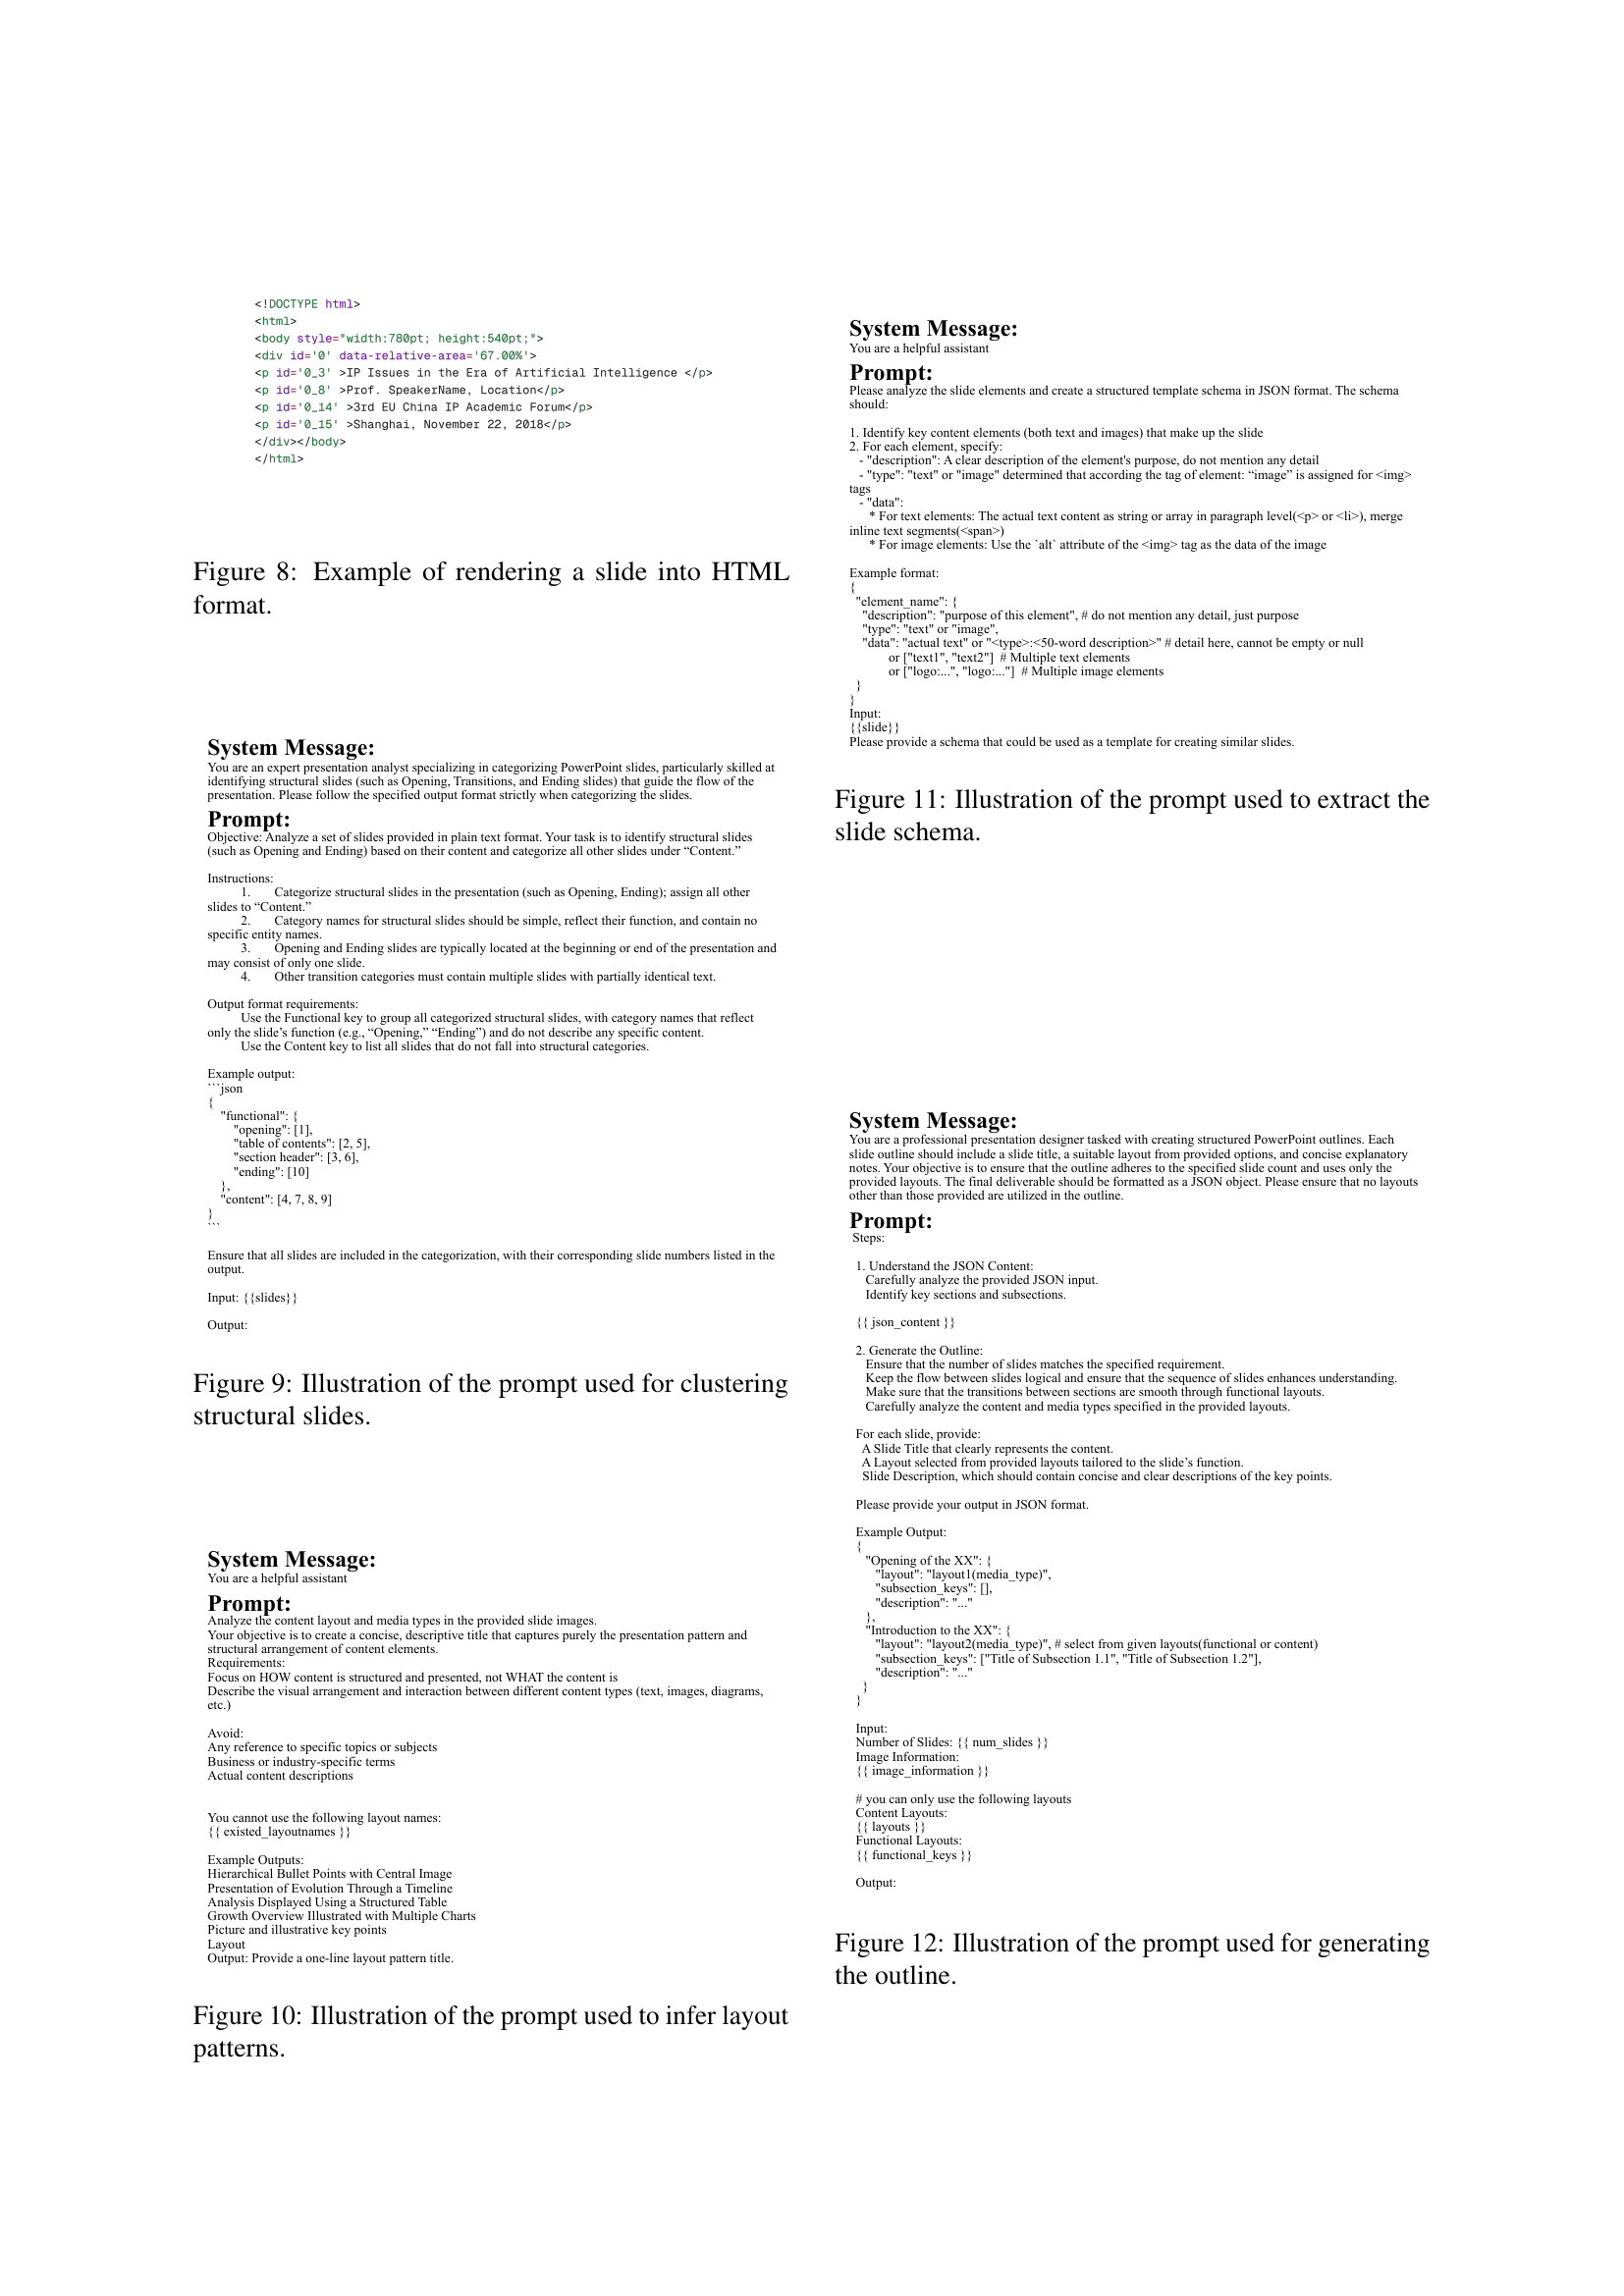 <!DOCTYPE html>
<html>
<body style="width:780pt; height:540pt;">
<div id='0' data-relative-area='67.00%'>
<p id='0_3' >IP Issues in the Era of Artificial Intelligence </p>
<p id='0_8' >Prof. SpeakerName, Location</p>
<p id='0_14' >3rd EU China IP Academic Forum</p>
<p id='0_15' >Shanghai, November 22, 2018</p>
</div></body>
</html>
Figure 8: Example of rendering a slide into HTML
format.
System Message:
You are an expert presentation analyst specializing in categorizing PowerPoint slides, particularly skilled at
identifying structural slides (such as Opening, Transitions, and Ending slides) that guide the flow of the
presentation. Please follow the specified output format strictly when categorizing the slides.
Prompt:
Objective: Analyze a set of slides provided in plain text format. Your task is to identify structural slides
(such as Opening and Ending) based on their content and categorize all other slides under “Content.”
Instructions:
1. Categorize structural slides in the presentation (such as Opening, Ending); assign all other
slides to “Content.”
2. Category names for structural slides should be simple, reflect their function, and contain no
specific entity names.
3. Opening and Ending slides are typically located at the beginning or end of the presentation and
may consist of only one slide.
4. Other transition categories must contain multiple slides with partially identical text.
Output format requirements:
Use the Functional key to group all categorized structural slides, with category names that reflect
only the slide’s function (e.g., “Opening,” “Ending”) and do not describe any specific content.
Use the Content key to list all slides that do not fall into structural categories.
Example output:
```json
{
"functional": {
"opening": [1],
"table of contents": [2, 5],
"section header": [3, 6],
"ending": [10]
},
"content": [4, 7, 8, 9]
}
```
Ensure that all slides are included in the categorization, with their corresponding slide numbers listed in the
output.
Input: {{slides}}
Output:
Figure 9: Illustration of the prompt used for clustering
structural slides.
System Message:
You are a helpful assistant
Prompt:
Analyze the content layout and media types in the provided slide images.
Your objective is to create a concise, descriptive title that captures purely the presentation pattern and
structural arrangement of content elements.
Requirements:
Focus on HOW content is structured and presented, not WHAT the content is
Describe the visual arrangement and interaction between different content types (text, images, diagrams,
etc.)
Avoid:
Any reference to specific topics or subjects
Business or industry-specific terms
Actual content descriptions
You cannot use the following layout names:
{{ existed_layoutnames }}
Example Outputs:
Hierarchical Bullet Points with Central Image
Presentation of Evolution Through a Timeline
Analysis Displayed Using a Structured Table
Growth Overview Illustrated with Multiple Charts
Picture and illustrative key points
Layout
Output: Provide a one-line layout pattern title.
Figure 10: Illustration of the prompt used to infer layout
patterns.
System Message:
You are a helpful assistant
Prompt:
Please analyze the slide elements and create a structured template schema in JSON format. The schema
should:
1. Identify key content elements (both text and images) that make up the slide
2. For each element, specify:
- "description": A clear description of the element's purpose, do not mention any detail
- "type": "text" or "image" determined that according the tag of element: “image” is assigned for <img>
tags
- "data":
* For text elements: The actual text content as string or array in paragraph level(<p> or <li>), merge
inline text segments(<span>)
* For image elements: Use the `alt` attribute of the <img> tag as the data of the image
Example format:
{
"element_name": {
"description": "purpose of this element", # do not mention any detail, just purpose
"type": "text" or "image",
"data": "actual text" or "<type>:<50-word description>" # detail here, cannot be empty or null
or ["text1", "text2"] # Multiple text elements
or ["logo:...", "logo:..."] # Multiple image elements
}
}
Input:
{{slide}}
Please provide a schema that could be used as a template for creating similar slides.
Figure 11: Illustration of the prompt used to extract the
slide schema.
System Message:
You are a professional presentation designer tasked with creating structured PowerPoint outlines. Each
slide outline should include a slide title, a suitable layout from provided options, and concise explanatory
notes. Your objective is to ensure that the outline adheres to the specified slide count and uses only the
provided layouts. The final deliverable should be formatted as a JSON object. Please ensure that no layouts
other than those provided are utilized in the outline.
Prompt:
Steps:
1. Understand the JSON Content:
Carefully analyze the provided JSON input.
Identify key sections and subsections.
{{ json_content }}
2. Generate the Outline:
Ensure that the number of slides matches the specified requirement.
Keep the flow between slides logical and ensure that the sequence of slides enhances understanding.
Make sure that the transitions between sections are smooth through functional layouts.
Carefully analyze the content and media types specified in the provided layouts.
For each slide, provide:
A Slide Title that clearly represents the content.
A Layout selected from provided layouts tailored to the slide’s function.
Slide Description, which should contain concise and clear descriptions of the key points.
Please provide your output in JSON format.
Example Output:
{
"Opening of the XX": {
"layout": "layout1(media_type)",
"subsection_keys": [],
"description": "..."
},
"Introduction to the XX": {
"layout": "layout2(media_type)", # select from given layouts(functional or content)
"subsection_keys": ["Title of Subsection 1.1", "Title of Subsection 1.2"],
"description": "..."
}
}
Input:
Number of Slides: {{ num_slides }}
Image Information:
{{ image_information }}
# you can only use the following layouts
Content Layouts:
{{ layouts }}
Functional Layouts:
{{ functional_keys }}
Output:
Figure 12: Illustration of the prompt used for generating
the outline.